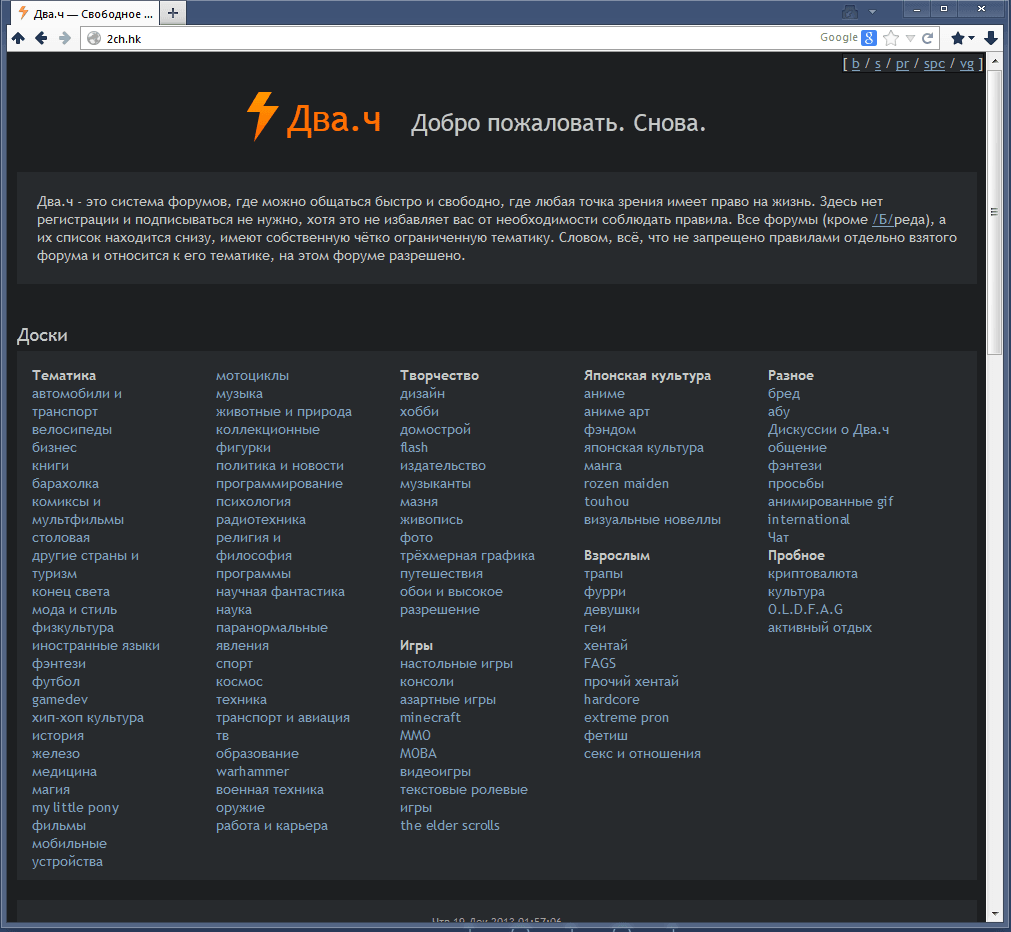 Два.ч — Свободное ...
2ch.hk
Google
[ b / s / pr / spc / vg ]
Два.ч Добро пожаловать. Снова.
Два.ч - это система форумов, где можно общаться быстро и свободно, где любая точка зрения имеет право на жизнь. Здесь нет
регистрации и подписываться не нужно, хотя это не избавляет вас от необходимости соблюдать правила. Все форумы (кроме /Б/реда), а
их список находится снизу, имеют собственную чётко ограниченную тематику. Словом, всё, что не запрещено правилами отдельно взятого
форума и относится к его тематике, на этом форуме разрешено.
Доски
Тематика
автомобили и
транспорт
велосипеды
бизнес
книги
барахолка
комиксы и
мультфильмы
столовая
другие страны и
туризм
конец света
мода и стиль
физкультура
иностранные языки
фэнтези
футбол
gamedev
хип-хоп культура
история
железо
медицина
магия
my little pony
фильмы
мобильные
устройства
мотоциклы
музыка
животные и природа
коллекционные
фигурки
политика и новости
программирование
психология
радиотехника
религия и
философия
программы
научная фантастика
наука
паранормальные
явления
спорт
космос
техника
транспорт и авиация
тв
образование
warhammer
военная техника
оружие
работа и карьера
Творчество
дизайн
хобби
домострой
flash
издательство
музыканты
мазня
живопись
фото
трёхмерная графика
путешествия
обои и высокое
разрешение
Игры
настольные игры
консоли
азартные игры
minecraft
MMO
MOBA
видеоигры
текстовые ролевые
игры
the elder scrolls
Японская культура
аниме
аниме арт
фэндом
японская культура
манга
rozen maiden
touhou
визуальные новеллы
Взрослым
трапы
фурри
девушки
геи
хентай
FAGS
прочий хентай
hardcore
extreme pron
фетиш
секс и отношения
Разное
бред
абу
Дискуссии о Два.ч
общение
фэнтези
просьбы
анимированные gif
international
Чат
Пробное
криптовалюта
культура
O.L.D.F.A.G
активный отдых
Чтв 19 Дек 2013 01:57:06